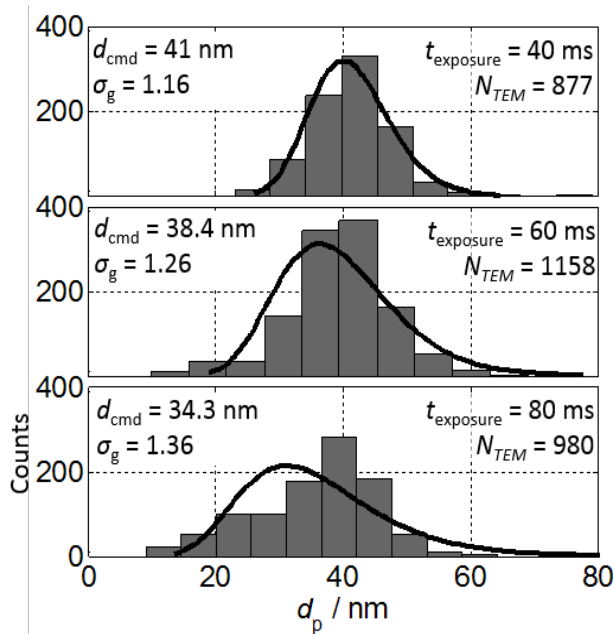 400
200
400
200
400
200
0
0
20
40
60
80
Counts
d_p / nm
d_cmd = 41 nm
σ_g = 1.16
t_exposure = 40 ms
N_TEM = 877
d_cmd = 38.4 nm
σ_g = 1.26
t_exposure = 60 ms
N_TEM = 1158
d_cmd = 34.3 nm
σ_g = 1.36
t_exposure = 80 ms
N_TEM = 980